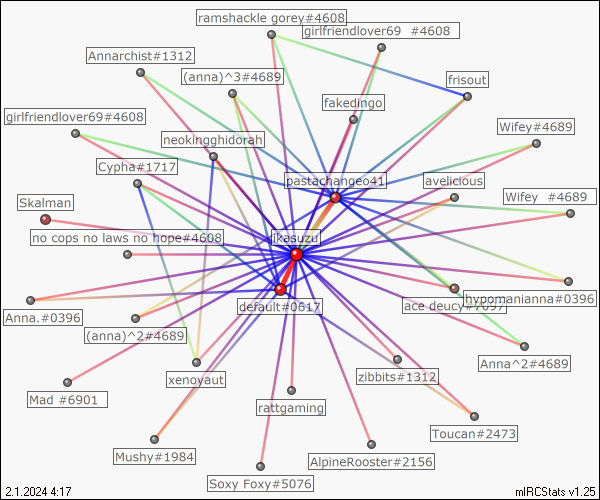 ramshackle gorey#4608
girlfriendlover69 #4608
Annarchist#1312
(anna)^3#4689
frisout
fakedingo
girlfriendlover69#4608
neokingghidorah
Wifey#4689
Cypha#1717
pastachangeo41
avelicious
Wifey #4689
Skalman
no cops no laws no hope#4608
jkasuzu
default#0617
ace deucy#7097
hypomanianna#0396
Anna.#0396
(anna)^2#4689
Anna^2#4689
xenoyaut
zibbits#1312
Mad #6901
rattgaming
Toucan#2473
Mushy#1984
AlpineRooster#2156
Soxy Foxy#5076
2.1.2024 4:17
mIRCStats v1.25